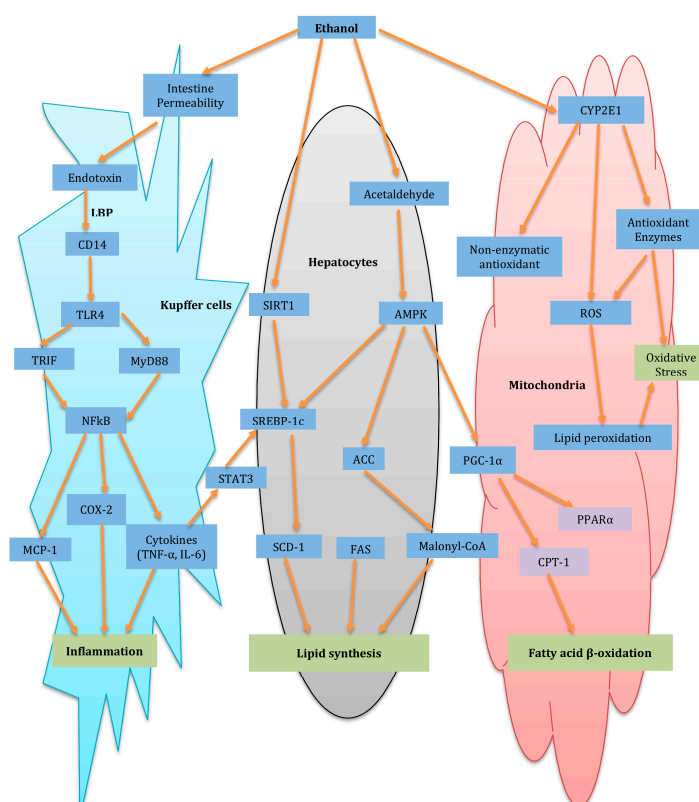 Ethanol
Intestine
Permeability
CYP2E1
Endotoxin
Acetaldehyde
LBP
Antioxidant
Enzymes
CD14
Non-enzymatic
antioxidant
Hepatocytes
Kupffer cells
SIRT1
TLR4
AMPK
ROS
TRIF
MyD88
Oxidative
Stress
Mitochondria
NFkB
SREBP-1c
Lipid peroxidation
STAT3
ACC
PGC-1α
COX-2
PPARα
MCP-1
Cytokines
(TNF-α, IL-6)
SCD-1
FAS
Malonyl-CoA
CPT-1
Inflammation
Lipid synthesis
Fatty acid β-oxidation